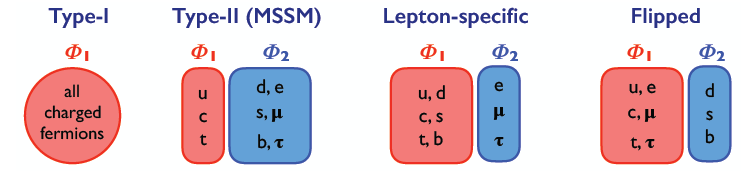 Type-I Type-II (MSSM) Lepton-specific Flipped
Φ1 Φ1 Φ2 Φ1 Φ2 Φ1 Φ2
all u d, e u, d e u, e d
charged c s, μ c, s μ c, μ s
fermions t b, τ t, b τ t, τ b